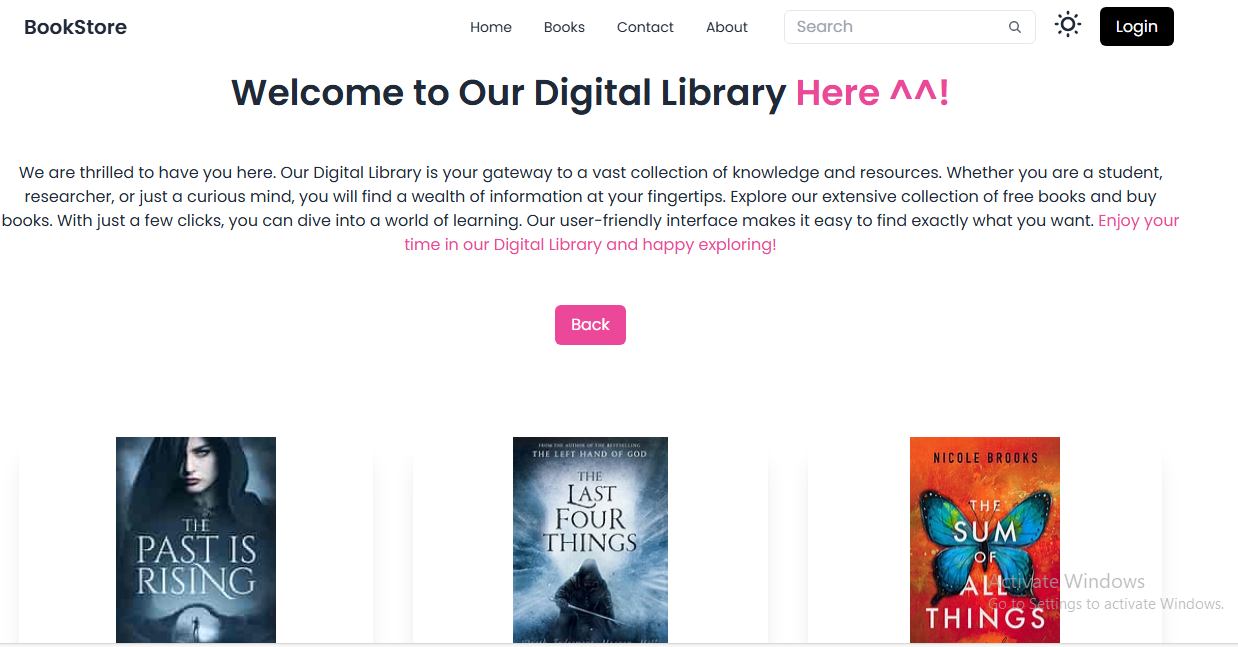 BookStore
Home Books Contact About Search Login
Welcome to Our Digital Library Here ^^!
We are thrilled to have you here. Our Digital Library is your gateway to a vast collection of knowledge and resources. Whether you are a student,
researcher, or just a curious mind, you will find a wealth of information at your fingertips. Explore our extensive collection of free books and buy
books. With just a few clicks, you can dive into a world of learning. Our user-friendly interface makes it easy to find exactly what you want. Enjoy your
time in our Digital Library and happy exploring!
Back
THE
PAST IS
RISING
FROM THE AUTHOR OF THE BESTSELLING
THE LEFT HAND OF GOD
THE
LAST
FOUR
THINGS
NICOLE BROOKS
THE
SUM
OF
ALL
THINGS
Activate Windows
Go to Settings to activate Windows.